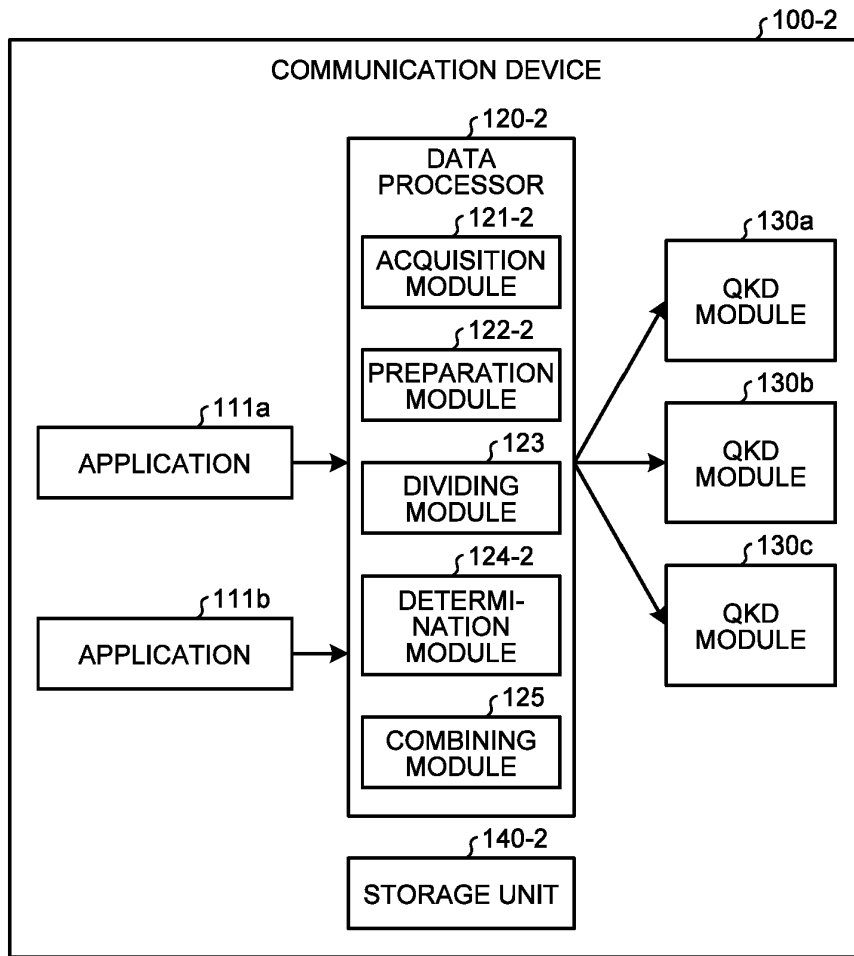 100-2
COMMUNICATION DEVICE
120-2
DATA
PROCESSOR
121-2
ACQUISITION
MODULE
122-2
PREPARATION
MODULE
123
DIVIDING
MODULE
124-2
DETERMI-
NATION
MODULE
125
COMBINING
MODULE
111a
APPLICATION
111b
APPLICATION
130a
QKD
MODULE
130b
QKD
MODULE
130c
QKD
MODULE
140-2
STORAGE UNIT